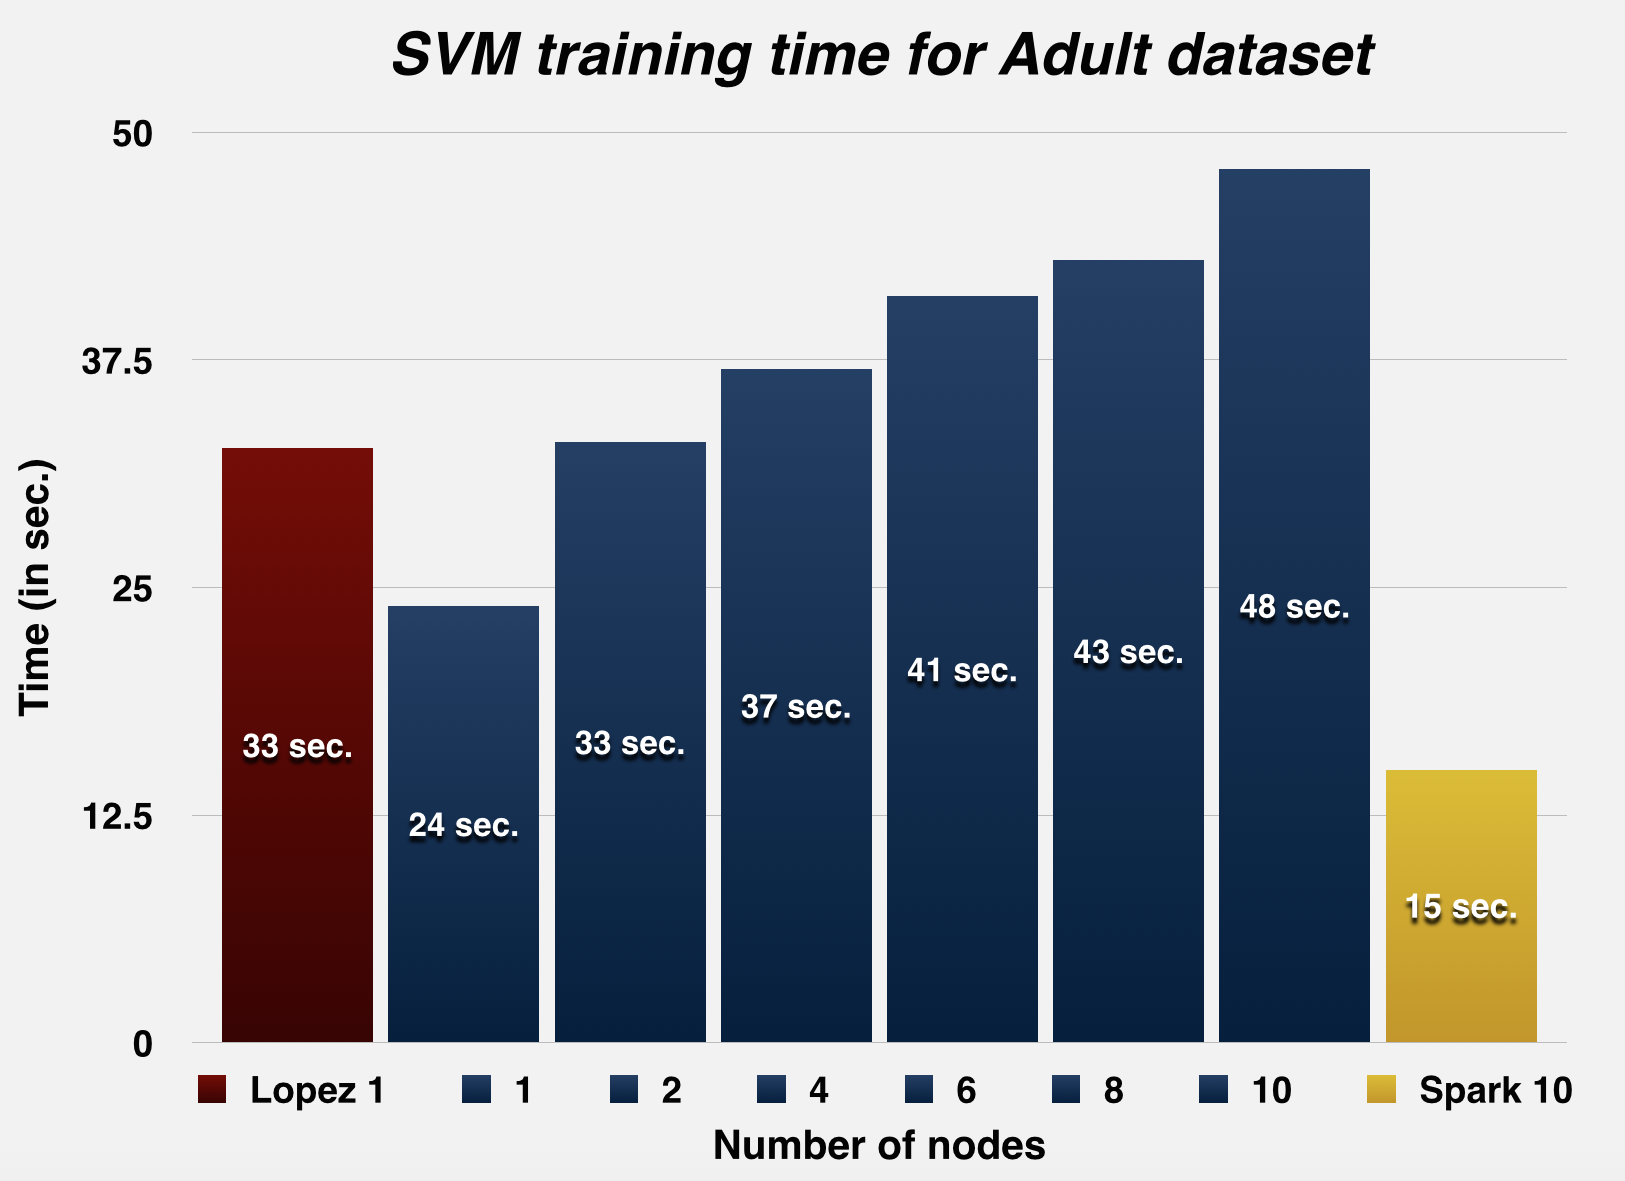 SVM training time for Adult dataset
50
37.5
25
12.5
0
Time (in sec.)
33 sec.
24 sec.
33 sec.
37 sec.
41 sec.
43 sec.
48 sec.
15 sec.
Lopez 1 1 2 4 6 8 10 Spark 10
Number of nodes